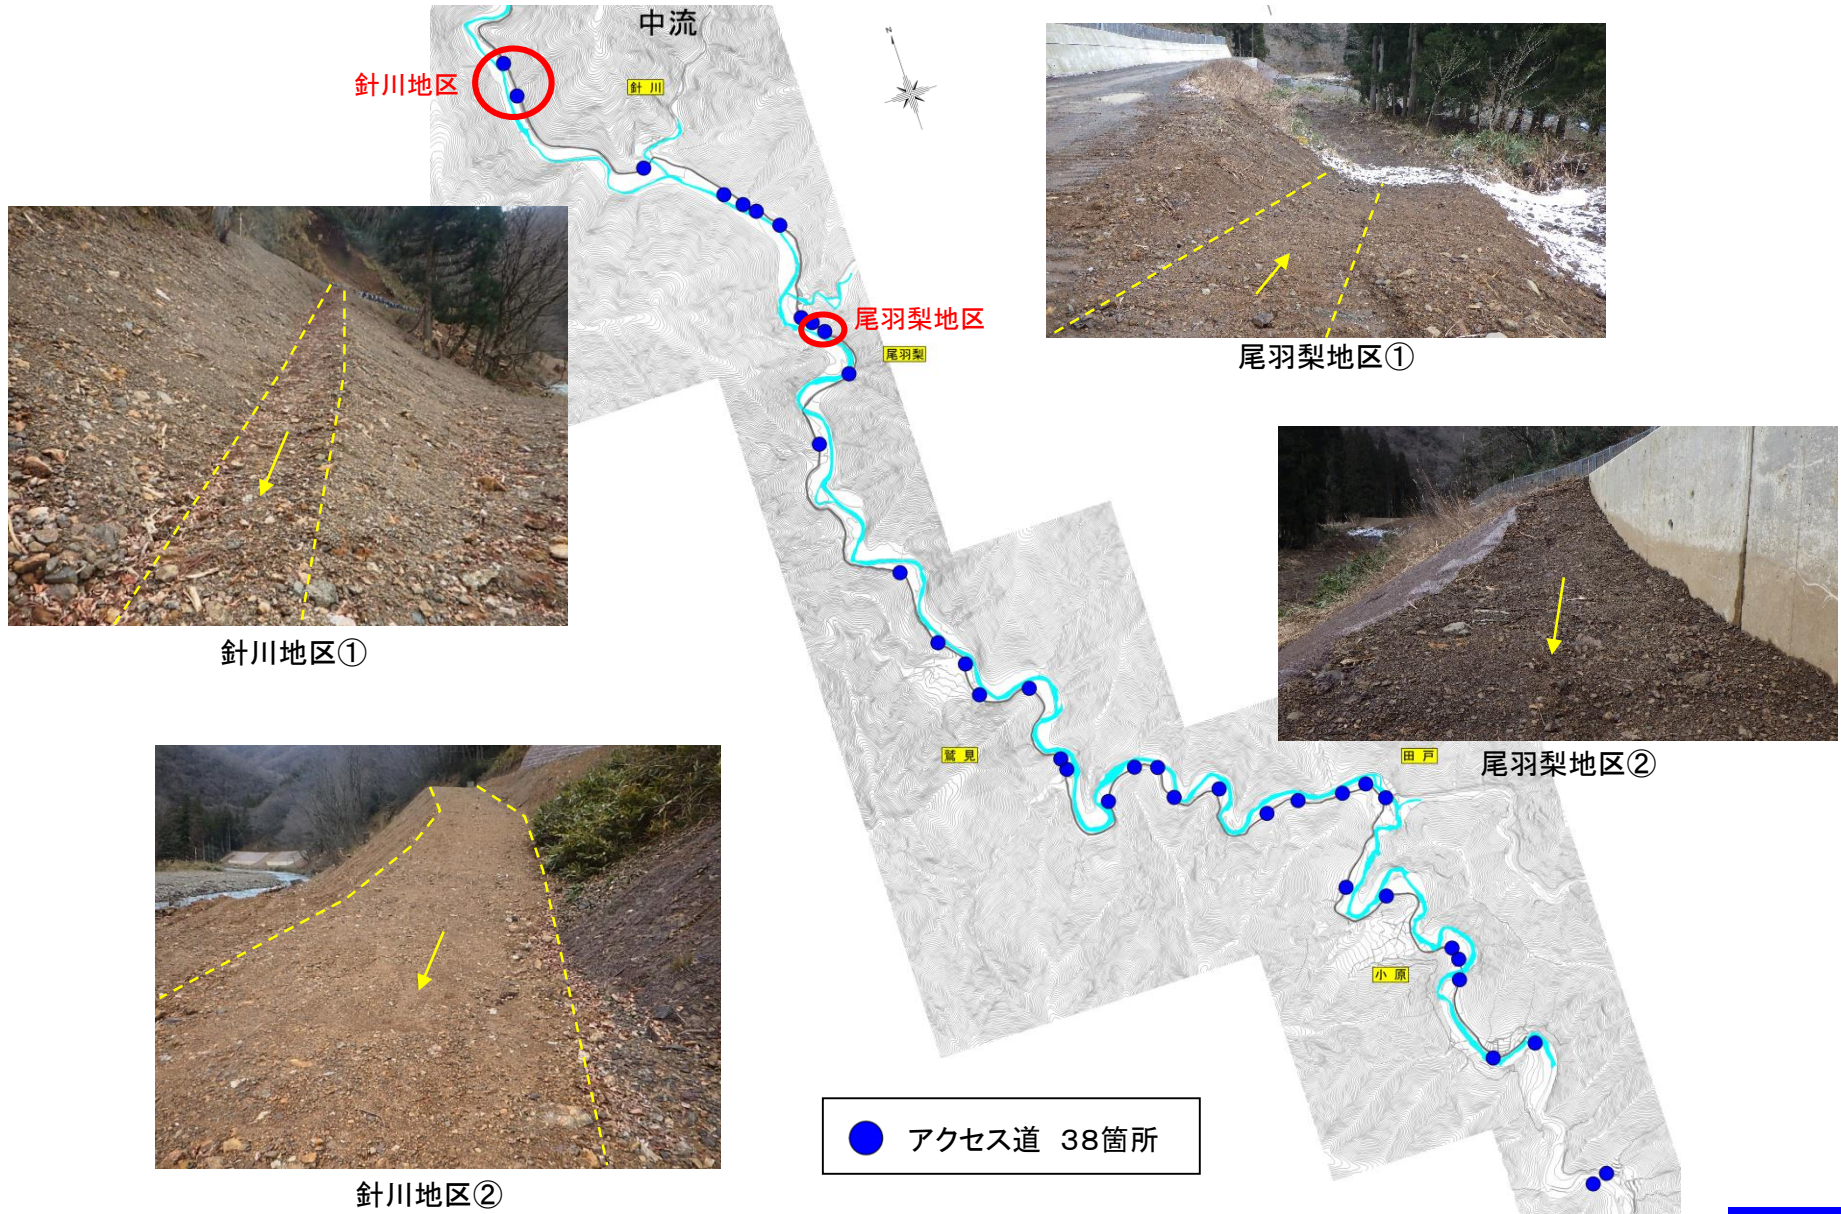 中流
N
針川地区
針 川
尾羽梨地区
尾羽梨
尾羽梨地区①
針川地区①
鷲 見
田 戸
尾羽梨地区②
小 原
アクセス道 38箇所
針川地区②